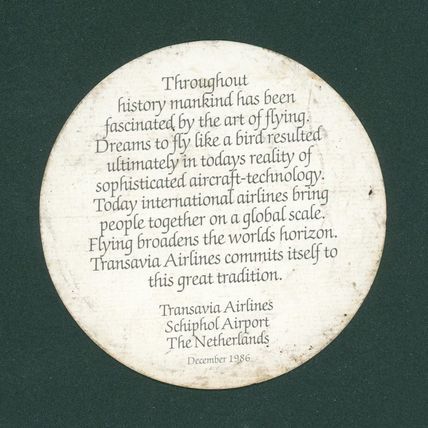 Throughout
history mankind has been
fascinated by the art of flying.
Dreams to fly like a bird resulted
ultimately in todays reality of
sophisticated aircraft-technology.
Today international airlines bring
people together on a global scale.
Flying broadens the worlds horizon.
Transavia Airlines commits itself to
this great tradition.
Transavia Airlines
Schiphol Airport
The Netherlands
December 1986